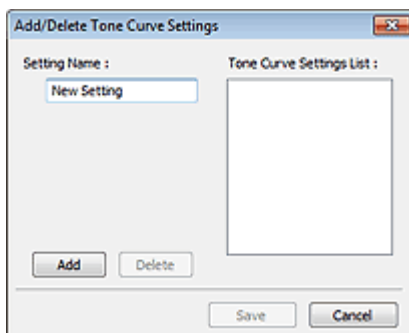 Add/Delete Tone Curve Settings
Setting Name :
Tone Curve Settings List :
New Setting
Add
Delete
Save
Cancel